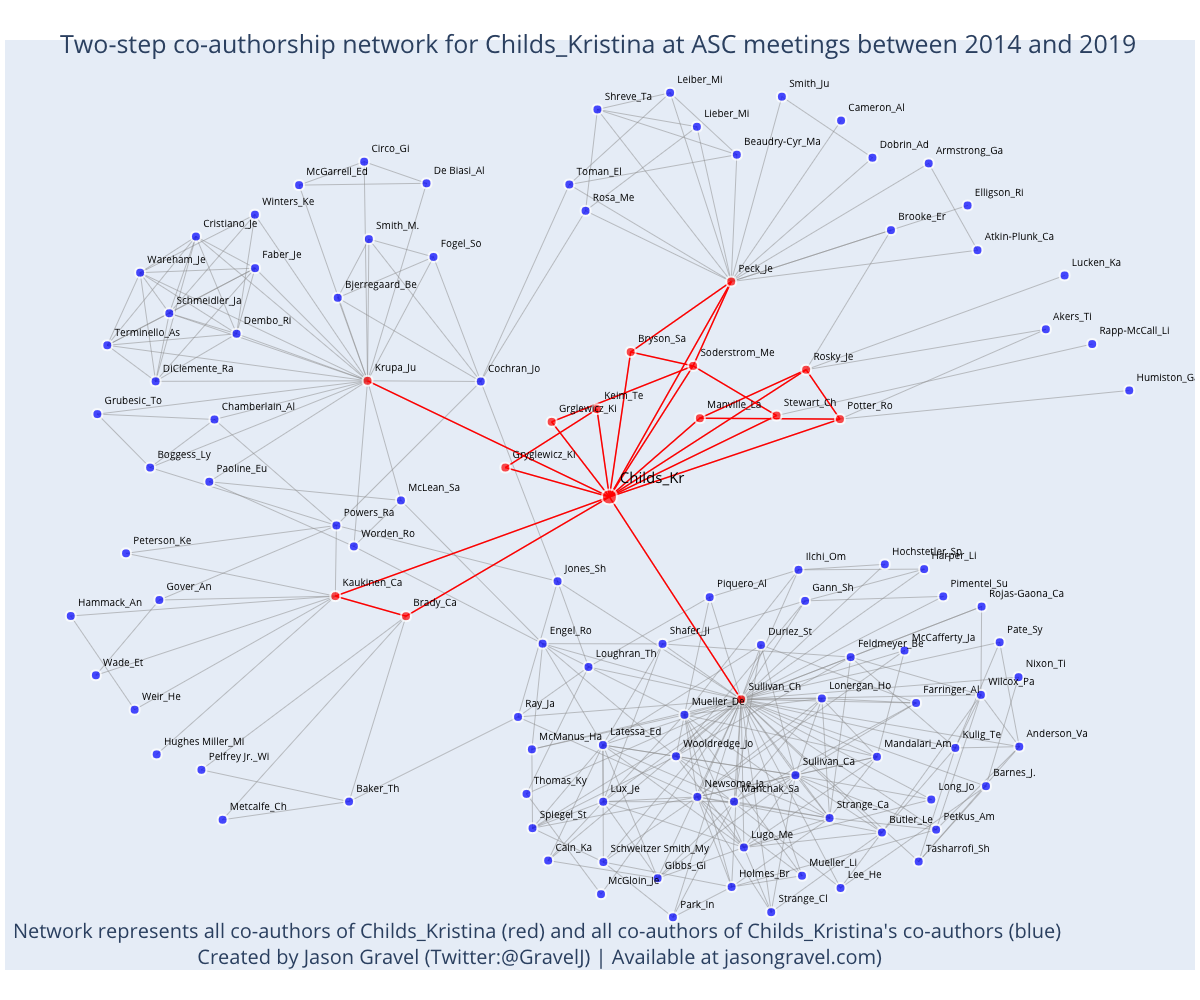 Two-step co-authorship network for Childs_Kristina at ASC meetings between 2014 and 2019
Leiber_Mi
Smith_Ju
Shreve_Ta
Cameron_Al
Lieber_Mi
Beaudry-Cyr_Ma
Dobrin_Ad
Armstrong_Ga
Circo_Gi
McGarrell_Ed
De Biasi_Al
Toman_El
Elligson_Ri
Rosa_Me
Winters_Ke
Brooke_Er
Cristiano_Je
Smith_M.
Atkin-Plunk_Ca
Fogel_So
Faber_Je
Wareham_Je
Lucken_Ka
Peck_Je
Bjerregaard_Be
Schmeidler_Ja
Akers_Ti
Dembo_Ri
Terminello_As
Rapp-McCall_Li
Bryson_Sa
Soderstrom_Me
Rosky_Je
DiClemente_Ra
Krupa_Ju
Cochran_Jo
Humiston_Ga
Keim_Te
Grubesic_To
Chamberlain_Al
Grglewicz_Ki
Manville_La
Stewart_Ch
Potter_Ro
Boggess_Ly
Gryglewicz_Ki
Paoline_Eu
Childs_Kr
McLean_Sa
Powers_Ra
Worden_Ro
Peterson_Ke
Ilchi_Om
Hochstetler_Sp
Harper_Li
Jones_Sh
Kaukinen_Ca
Gover_An
Piquero_Al
Gann_Sh
Pimentel_Su
Rojas-Gaona_Ca
Hammack_An
Brady_Ca
Engel_Ro
Shafer_Ji
Duriez_St
Pate_Sy
McCafferty_Ja
Feldmeyer_Be
Loughran_Th
Wade_Et
Nixon_Ti
Sullivan_Ch
Lonergan_Ho
Farringer_Al
Wilcox_Pa
Weir_He
Ray_Ja
Mueller_De
McManus_Ha
Latessa_Ed
Kulig_Te
Anderson_Va
Hughes Miller_Mi
Wooldredge_Jo
Mandalari_Am
Pelfrey Jr._Wi
Sullivan_Ca
Barnes_J.
Thomas_Ky
Lux_Je
Newsome_Ja
Manchak_Sa
Long_Jo
Baker_Th
Metcalfe_Ch
Strange_Ca
Spiegel_St
Butler_Le
Petkus_Am
Lugo_Me
Cain_Ka
Schweitzer Smith_My
Tasharrofi_Sh
Gibbs_Gi
Mueller_Li
McGloin_Je
Holmes_Br
Lee_He
Strange_Cl
Park_In
Network represents all co-authors of Childs_Kristina (red) and all co-authors of Childs_Kristina's co-authors (blue)
Created by Jason Gravel (Twitter:@GravelJ) | Available at jasongravel.com)